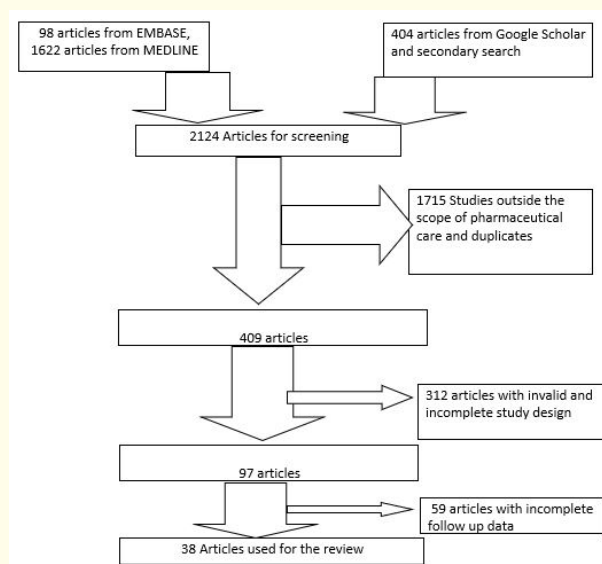 98 articles from EMBASE,
1622 articles from MEDLINE
404 articles from Google Scholar
and secondary search
2124 Articles for screening
1715 Studies outside the
scope of pharmaceutical
care and duplicates
409 articles
312 articles with invalid and
incomplete study design
97 articles
59 articles with incomplete
follow up data
38 Articles used for the review